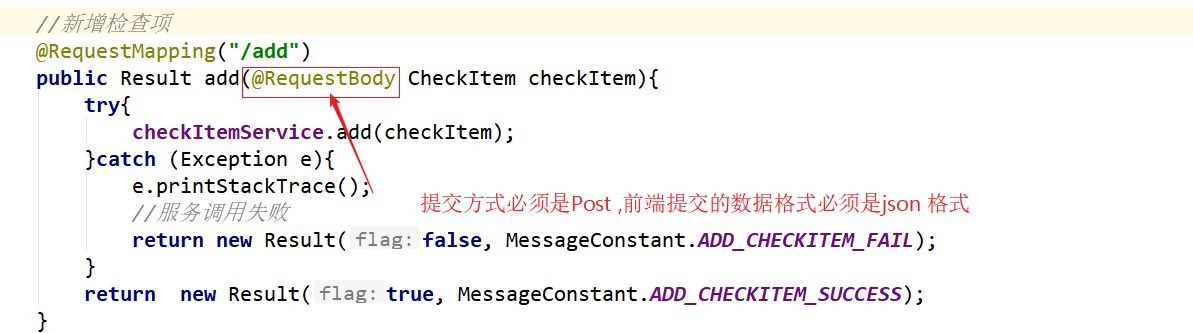 //新增检查项
@RequestMapping("/add")
public Result add(@RequestBody CheckItem checkItem){
try{
checkItemService.add(checkItem);
}catch (Exception e){
e.printStackTrace();
提交方式必须是Post ,前端提交的数据格式必须是json 格式
//服务调用失败
return new Result( flag: false, MessageConstant.ADD_CHECKITEM_FAIL);
}
return  new Result( flag: true, MessageConstant.ADD_CHECKITEM_SUCCESS);
}